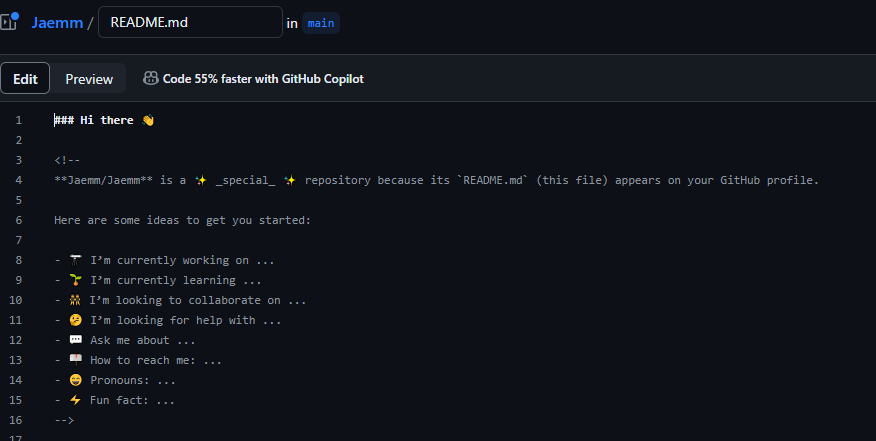 Jaemm / README.md in main
Edit Preview Code 55% faster with GitHub Copilot
1 ### Hi there 👋
2
3 <!--
4 **Jaemm/Jaemm** is a ✨ _special_ ✨ repository because its `README.md` (this file) appears on your GitHub profile.
5
6 Here are some ideas to get you started:
7
8 - 🔭 I’m currently working on ...
9 - 🌱 I’m currently learning ...
10 - 👯 I’m looking to collaborate on ...
11 - 🤔 I’m looking for help with ...
12 - 💬 Ask me about ...
13 - 📫 How to reach me: ...
14 - 😄 Pronouns: ...
15 - ⚡ Fun fact: ...
16 -->
17